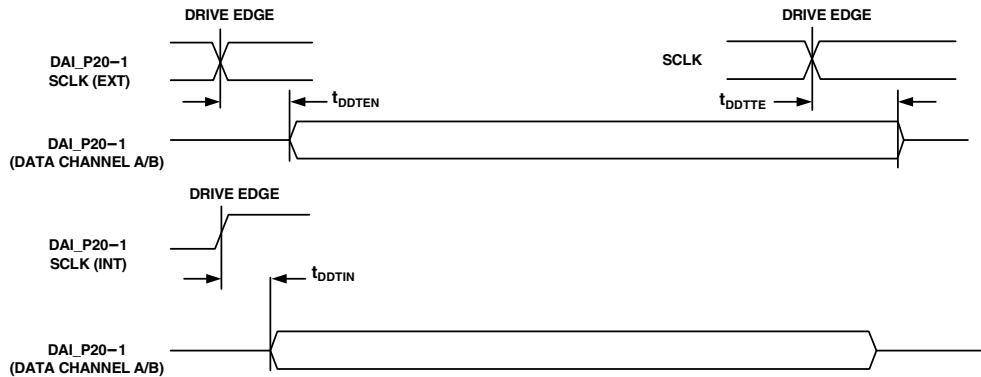 DRIVE EDGE
DRIVE EDGE
DAI_P20–1
SCLK (EXT)
SCLK
tDDTEN
tDDTTE
DAI_P20–1
(DATA CHANNEL A/B)
DRIVE EDGE
DAI_P20–1
SCLK (INT)
tDDTIN
DAI_P20–1
(DATA CHANNEL A/B)